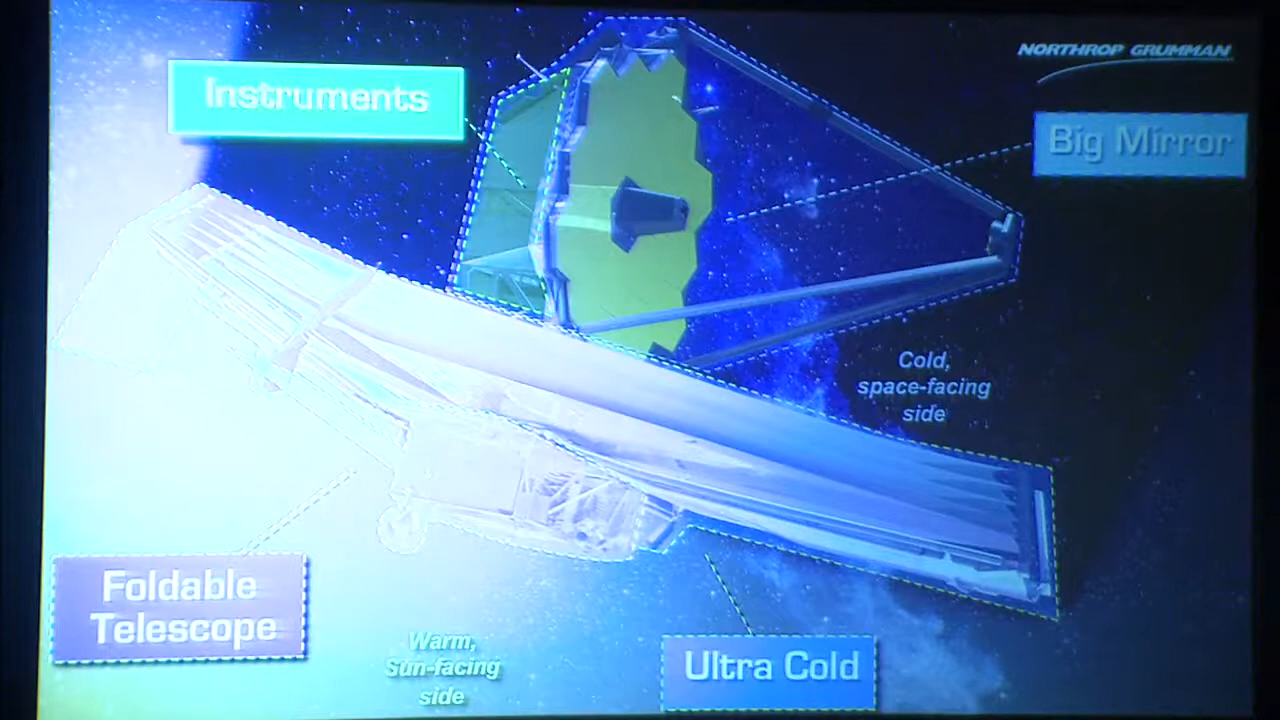 NORTHROP GRUMMAN
Instruments
Big Mirror
Cold,
space-facing
side
Foldable
Telescope
Warm,
Sun-facing
side
Ultra Cold